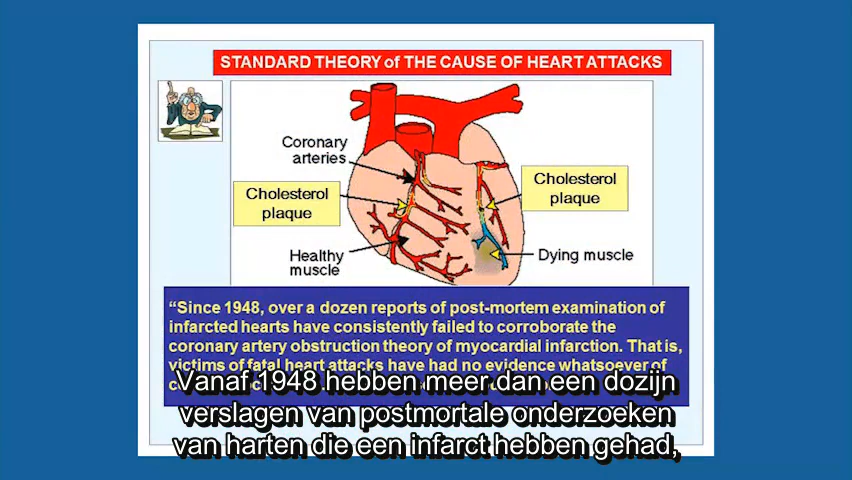 STANDARD THEORY of THE CAUSE OF HEART ATTACKS
Coronary
arteries
Cholesterol
plaque
Cholesterol
plaque
Healthy
muscle
Dying muscle
“Since 1948, over a dozen reports of post-mortem examination of
infarcted hearts have consistently failed to corroborate the
coronary artery obstruction theory of myocardial infarction. That is,
victims of fatal heart attacks have had no evidence whatsoever of
Vanaf 1948 hebben meer dan een dozijn
verslagen van postmortale onderzoeken
van harten die een infarct hebben gehad,